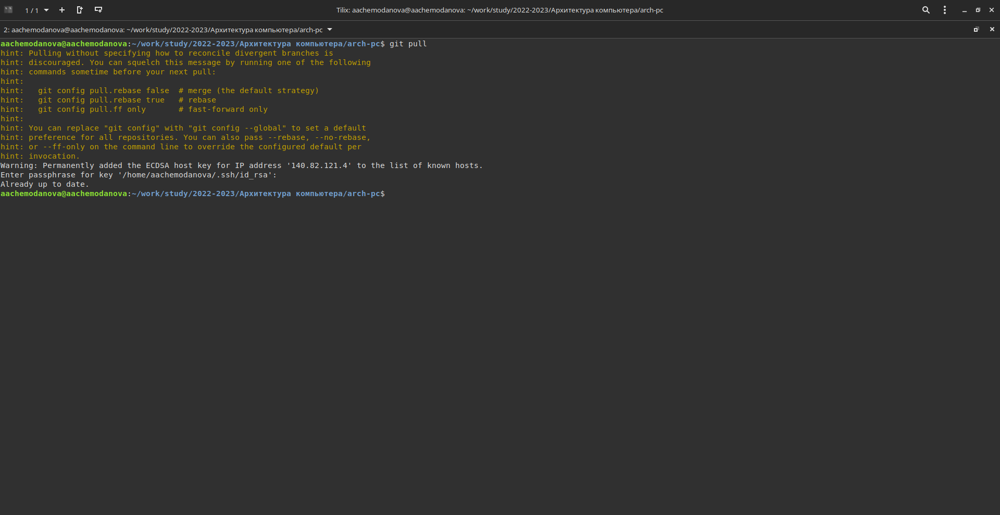 1 / 1
Tilix: aachemodanova@aachemodanova: ~/work/study/2022-2023/Архитектура компьютера/arch-pc
2: aachemodanova@aachemodanova: ~/work/study/2022-2023/Архитектура компьютера/arch-pc
aachemodanova@aachemodanova:~/work/study/2022-2023/Архитектура компьютера/arch-pc$ git pull
hint: Pulling without specifying how to reconcile divergent branches is
hint: discouraged. You can squelch this message by running one of the following
hint: commands sometime before your next pull:
hint:
hint:   git config pull.rebase false  # merge (the default strategy)
hint:   git config pull.rebase true   # rebase
hint:   git config pull.ff only       # fast-forward only
hint:
hint: You can replace "git config" with "git config --global" to set a default
hint: preference for all repositories. You can also pass --rebase, --no-rebase,
hint: or --ff-only on the command line to override the configured default per
hint: invocation.
Warning: Permanently added the ECDSA host key for IP address '140.82.121.4' to the list of known hosts.
Enter passphrase for key '/home/aachemodanova/.ssh/id_rsa':
Already up to date.
aachemodanova@aachemodanova:~/work/study/2022-2023/Архитектура компьютера/arch-pc$